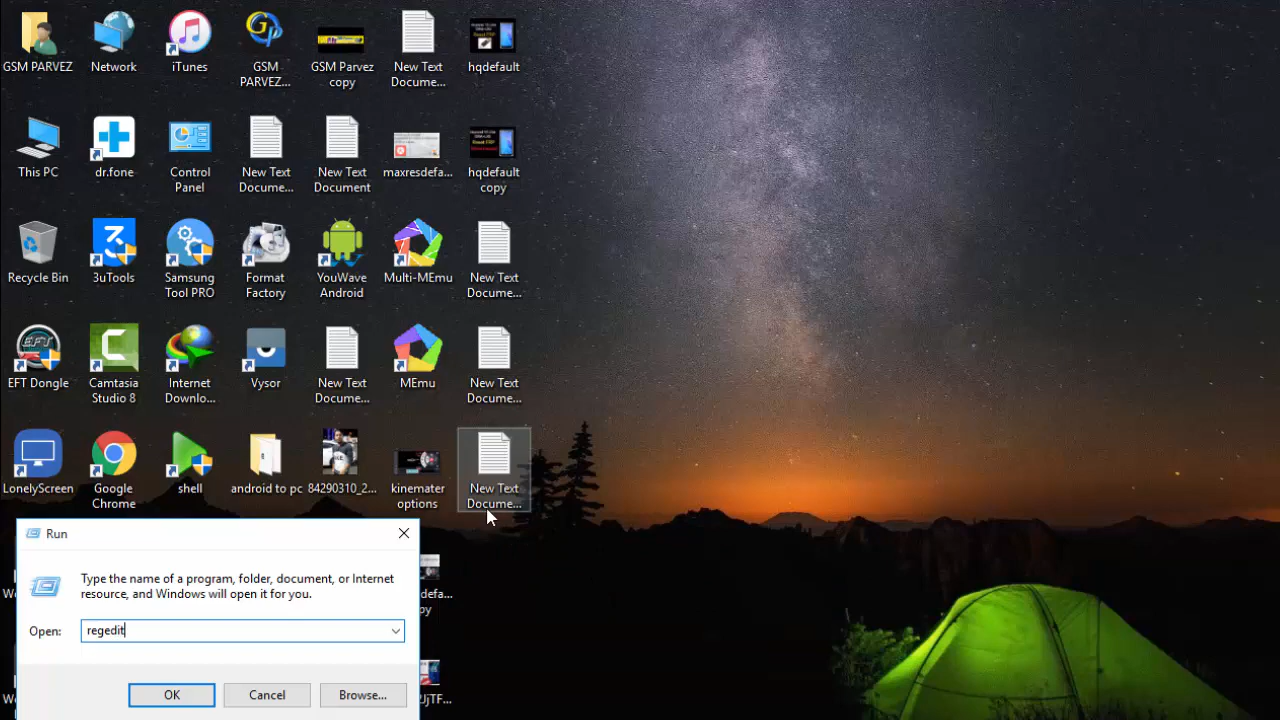 GSM PARVEZ
Network
iTunes
GSM
PARVEZ...
GSM Parvez
copy
New Text
Docume...
hqdefault
This PC
dr.fone
Control
Panel
New Text
Docume...
New Text
Document
maxresdefa...
hqdefault
copy
Recycle Bin
3uTools
Samsung
Tool PRO
Format
Factory
YouWave
Android
Multi-MEmu
New Text
Docume...
EFT Dongle
Camtasia
Studio 8
Internet
Downlo...
Vysor
New Text
Docume...
MEmu
New Text
Docume...
LonelyScreen
Google
Chrome
shell
android to pc
84290310_2...
kinemater
options
New Text
Docume...
Run
Type the name of a program, folder, document, or Internet
resource, and Windows will open it for you.
Open:
regedit
OK
Cancel
Browse...